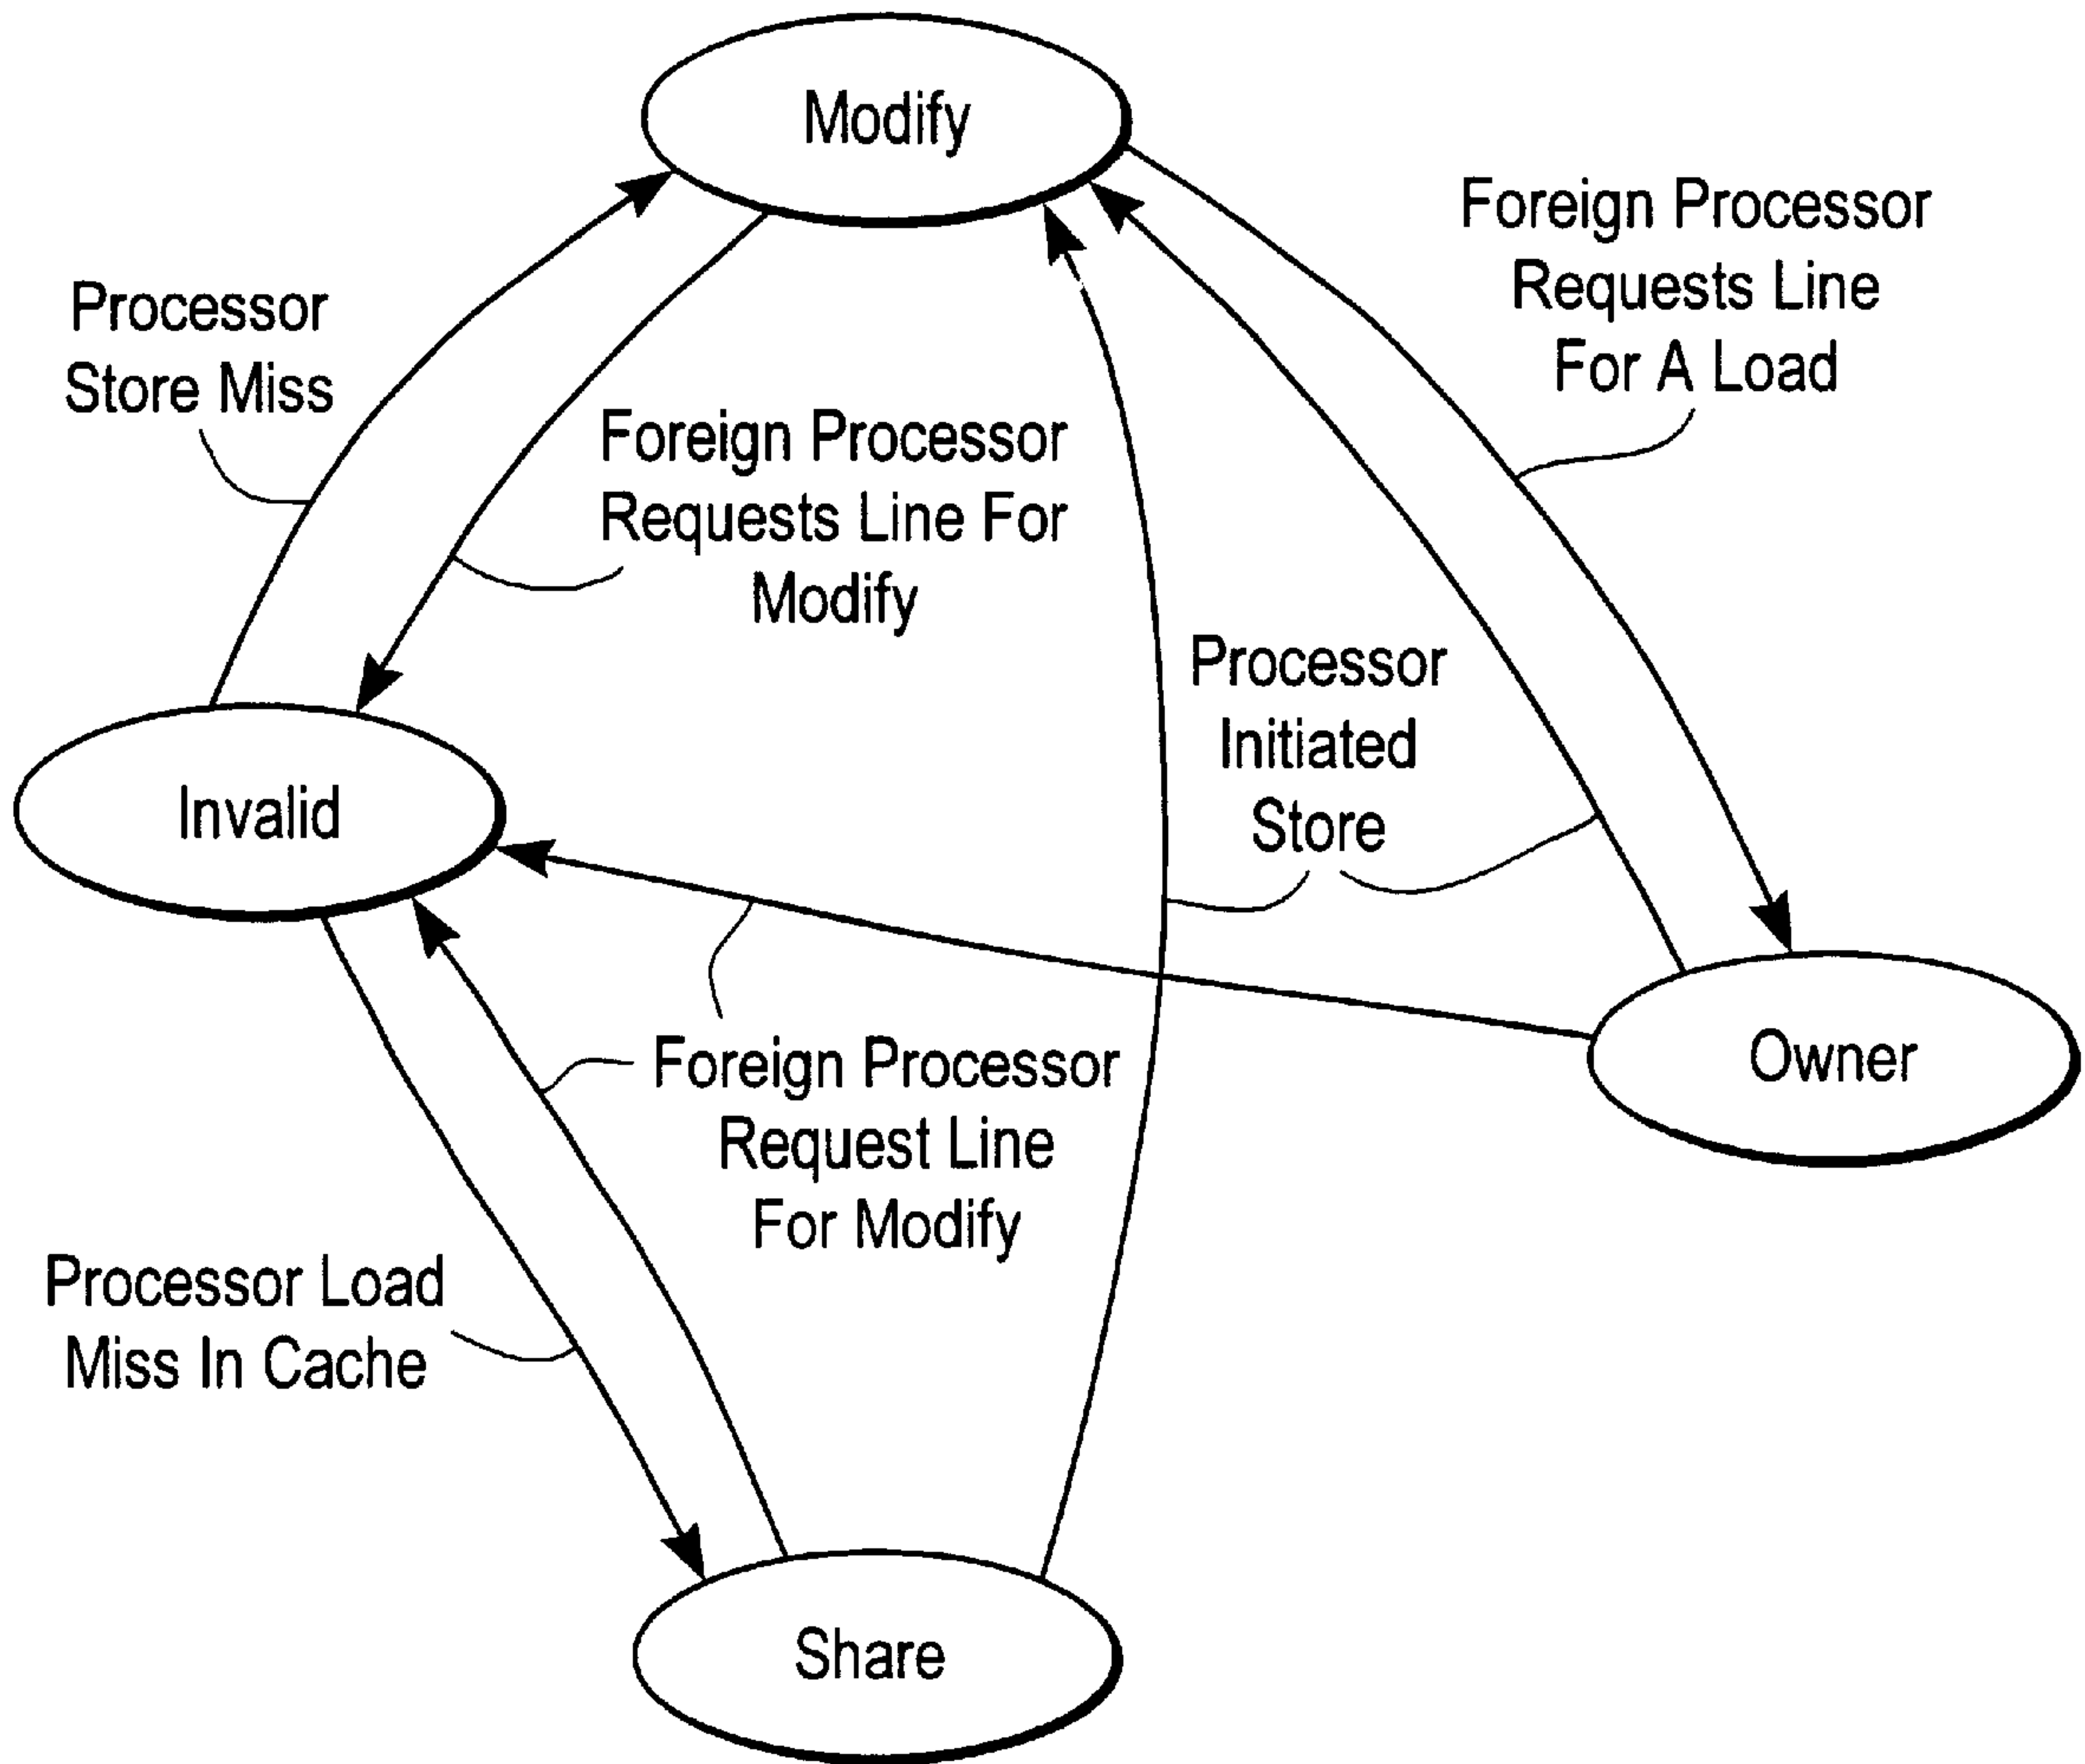 Modify
Foreign Processor
Requests Line
For A Load
Processor
Store Miss
Foreign Processor
Requests Line For
Modify
Processor
Initiated
Store
Invalid
Owner
Foreign Processor
Request Line
For Modify
Processor Load
Miss In Cache
Share